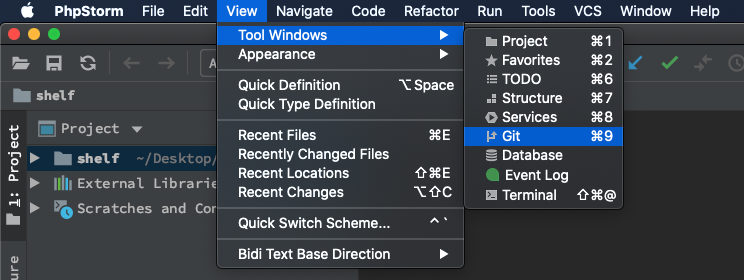 PhpStorm File Edit View Navigate Code Refactor Run Tools VCS Window Help
Tool Windows
Appearance
Quick Definition ⌥Space
Quick Type Definition
Recent Files ⌘E
Recently Changed Files
Recent Locations ⇧⌘E
Recent Changes ⌥⇧C
Quick Switch Scheme... ^`
Bidi Text Base Direction
Project ⌘1
Favorites ⌘2
TODO ⌘6
Structure ⌘7
Services ⌘8
Git ⌘9
Database
Event Log
Terminal ⇧⌘@
A
shelf
1: Project
Project
shelf ~/Desktop/
External Librarie
Scratches and Con